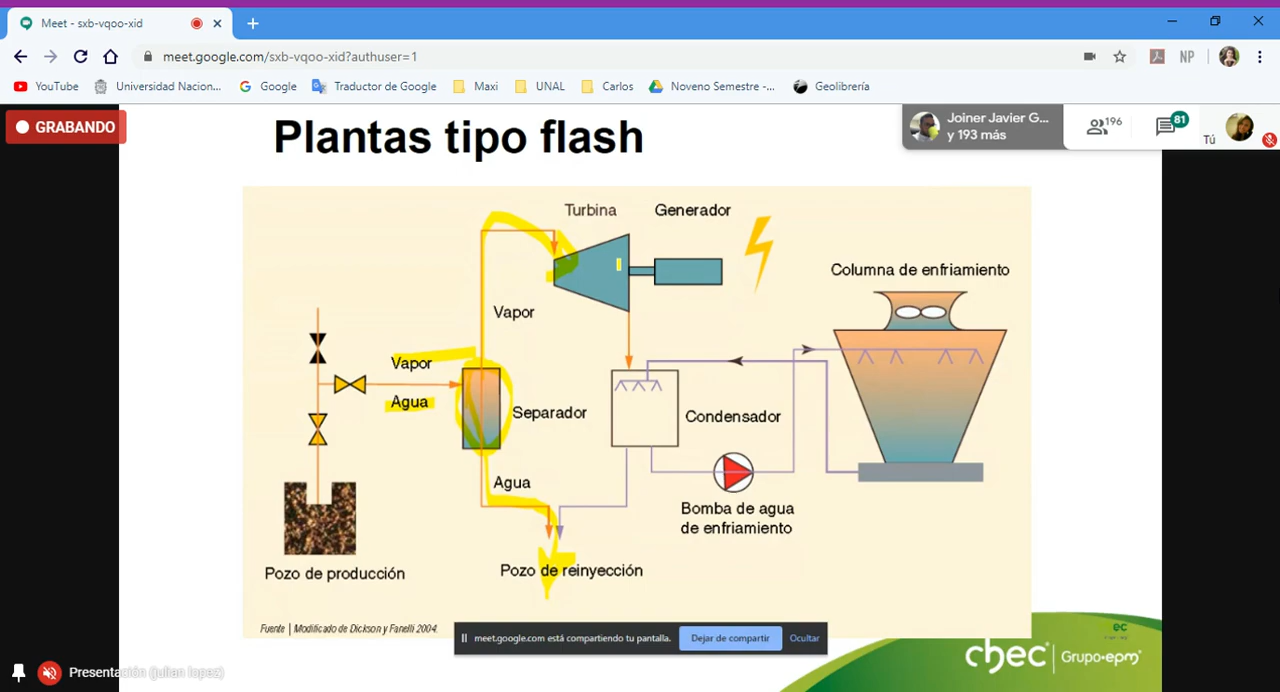 Meet - sxb-vqoo-xid
meet.google.com/sxb-vqoo-xid?authuser=1
NP
YouTube
Universidad Nacion...
Google
Traductor de Google
Maxi
UNAL
Carlos
Noveno Semestre -...
Geolibrería
GRABANDO
Plantas tipo flash
Joiner Javier G...
y 193 más
196
81
Tú
Turbina
Generador
Columna de enfriamiento
Vapor
Vapor
Agua
Separador
Condensador
Agua
Bomba de agua
de enfriamiento
Pozo de producción
Pozo de reinyección
Fuente | Modificado de Dickson y Fanelli 2004.
meet.google.com está compartiendo tu pantalla.
Dejar de compartir
Ocultar
ec
chec
Grupo·epm
Presentación (julian lopez)